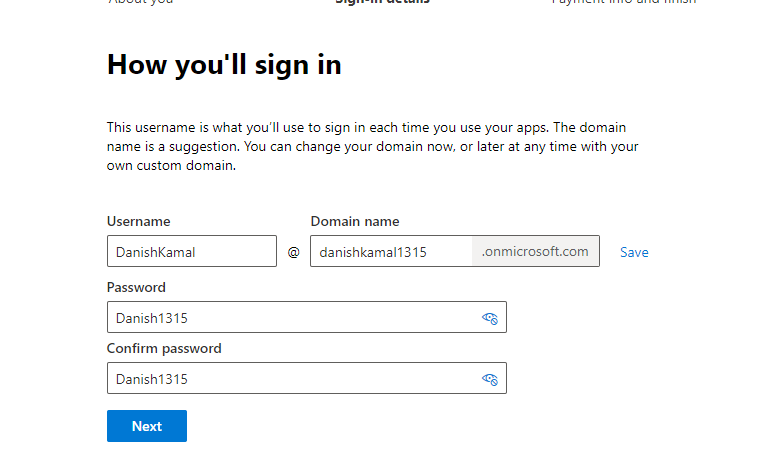 About you Sign-in details Payment info and finish
How you'll sign in
This username is what you'll use to sign in each time you use your apps. The domain
name is a suggestion. You can change your domain now, or later at any time with your
own custom domain.
Username Domain name
DanishKamal @ danishkamal1315 .onmicrosoft.com Save
Password
Danish1315
Confirm password
Danish1315
Next